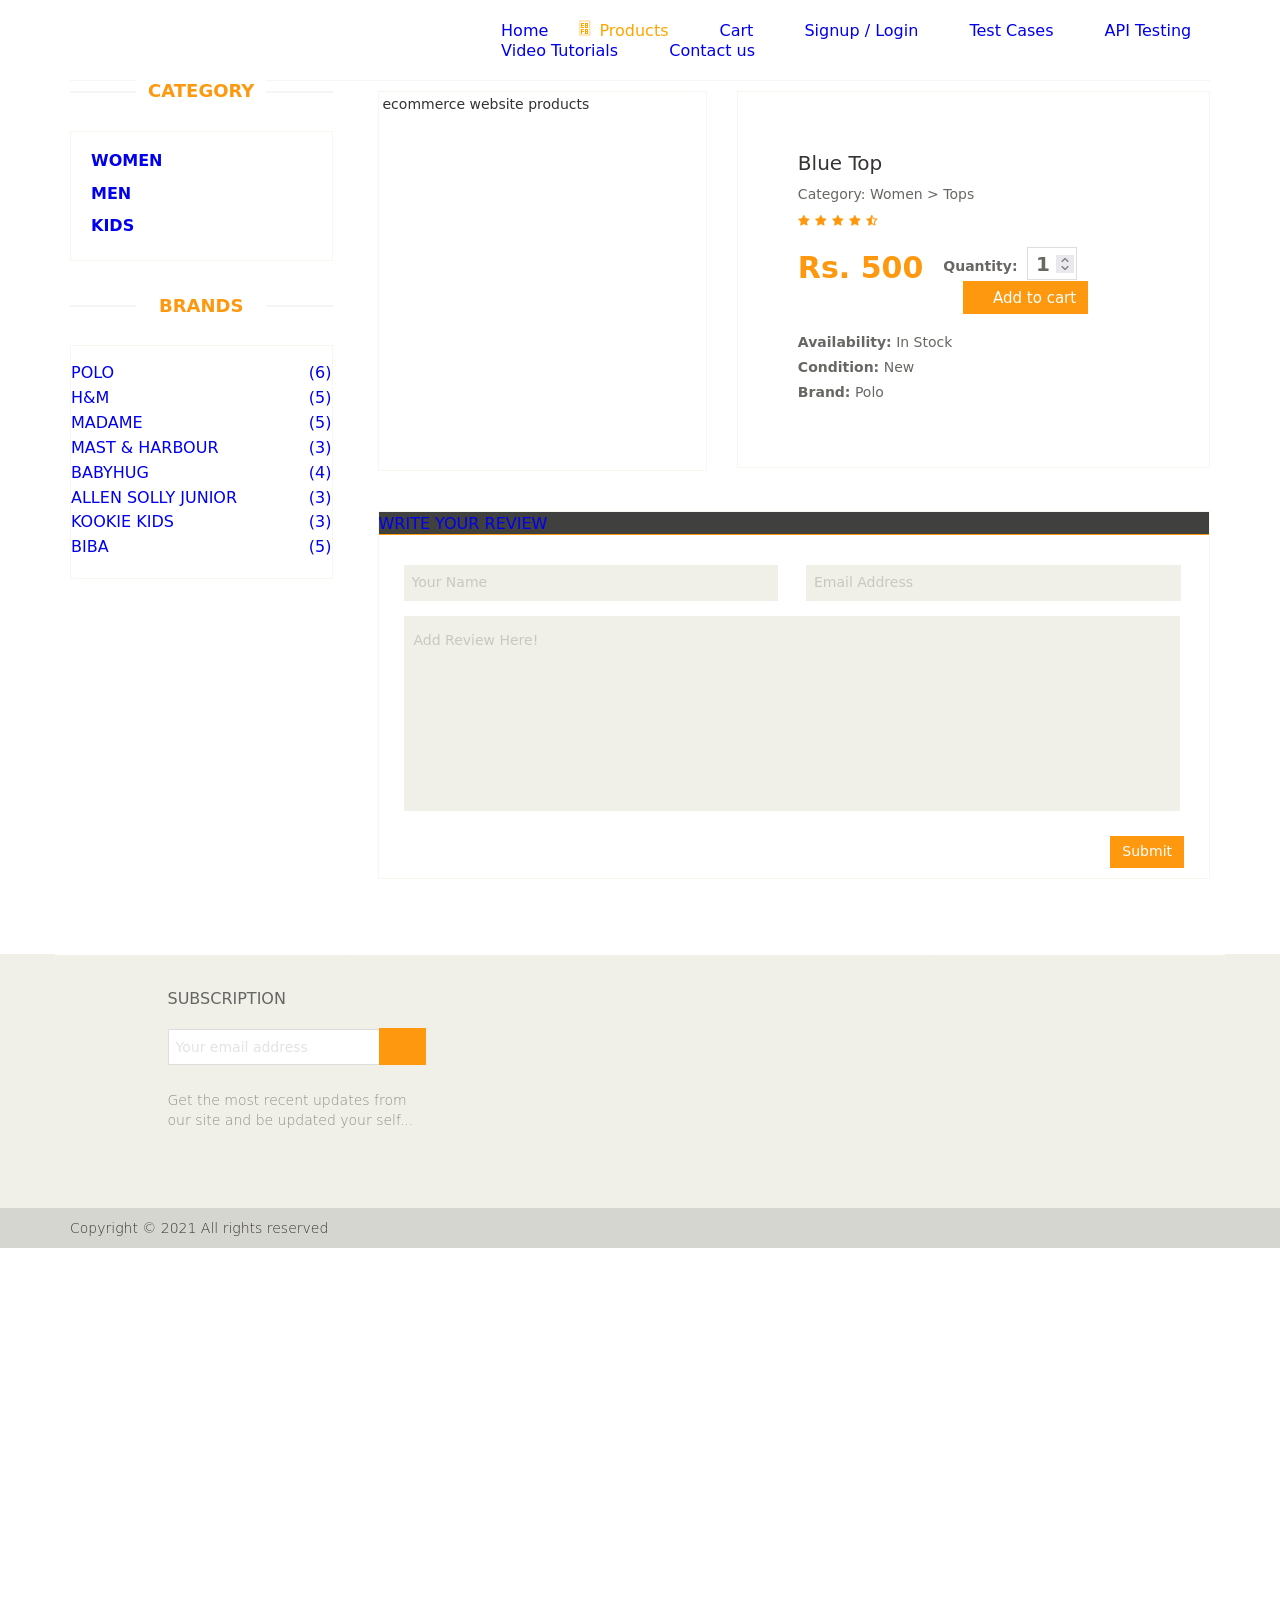 Home Products Cart Signup / Login Test Cases API Testing
Video Tutorials Contact us
CATEGORY
WOMEN
MEN
KIDS
BRANDS
POLO (6)
H&M (5)
MADAME (5)
MAST & HARBOUR (3)
BABYHUG (4)
ALLEN SOLLY JUNIOR (3)
KOOKIE KIDS (3)
BIBA (5)
ecommerce website products
Blue Top
Category: Women > Tops
Rs. 500 Quantity: 1
Add to cart
Availability: In Stock
Condition: New
Brand: Polo
WRITE YOUR REVIEW
Your Name Email Address
Add Review Here!
Submit
SUBSCRIPTION
Your email address
Get the most recent updates from
our site and be updated your self...
Copyright © 2021 All rights reserved